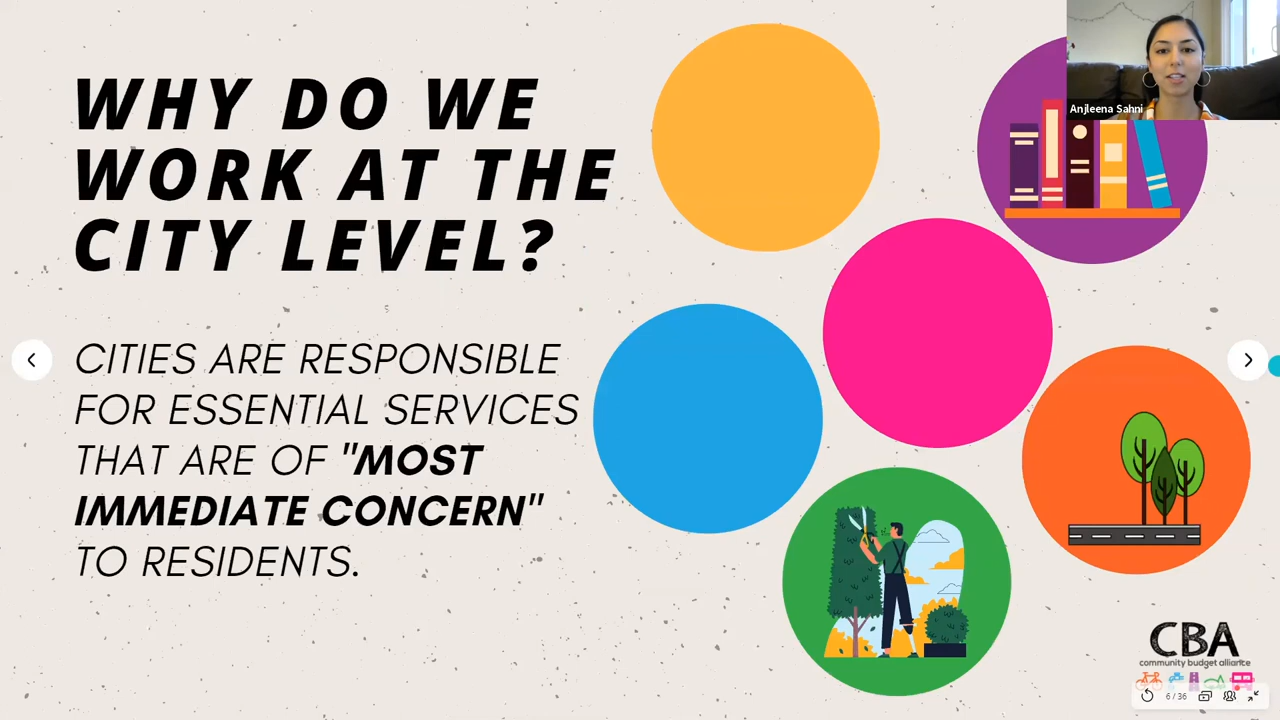 WHY DO WE
WORK AT THE
CITY LEVEL?
CITIES ARE RESPONSIBLE
FOR ESSENTIAL SERVICES
THAT ARE OF "MOST
IMMEDIATE CONCERN"
TO RESIDENTS.
Anjleena Sahni
CBA
community budget alliance
6 / 36